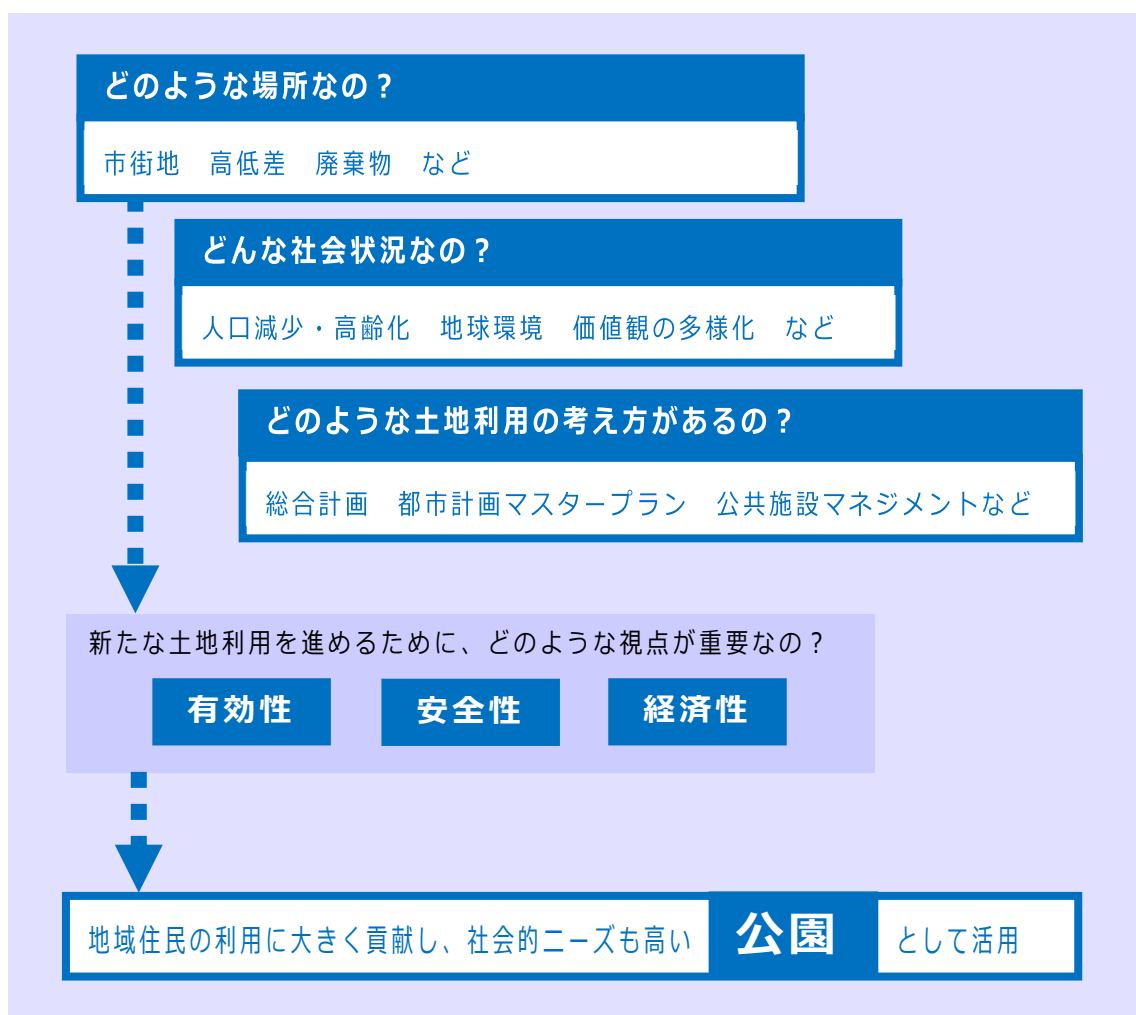 どのような場所なの？
市街地　高低差　廃棄物　など
どんな社会状況なの？
人口減少・高齢化　地球環境　価値観の多様化　など
どのような土地利用の考え方があるの？
総合計画　都市計画マスタープラン　公共施設マネジメントなど
新たな土地利用を進めるために、どのような視点が重要なの？
有効性　安全性　経済性
地域住民の利用に大きく貢献し、社会的ニーズも高い　公園　として活用